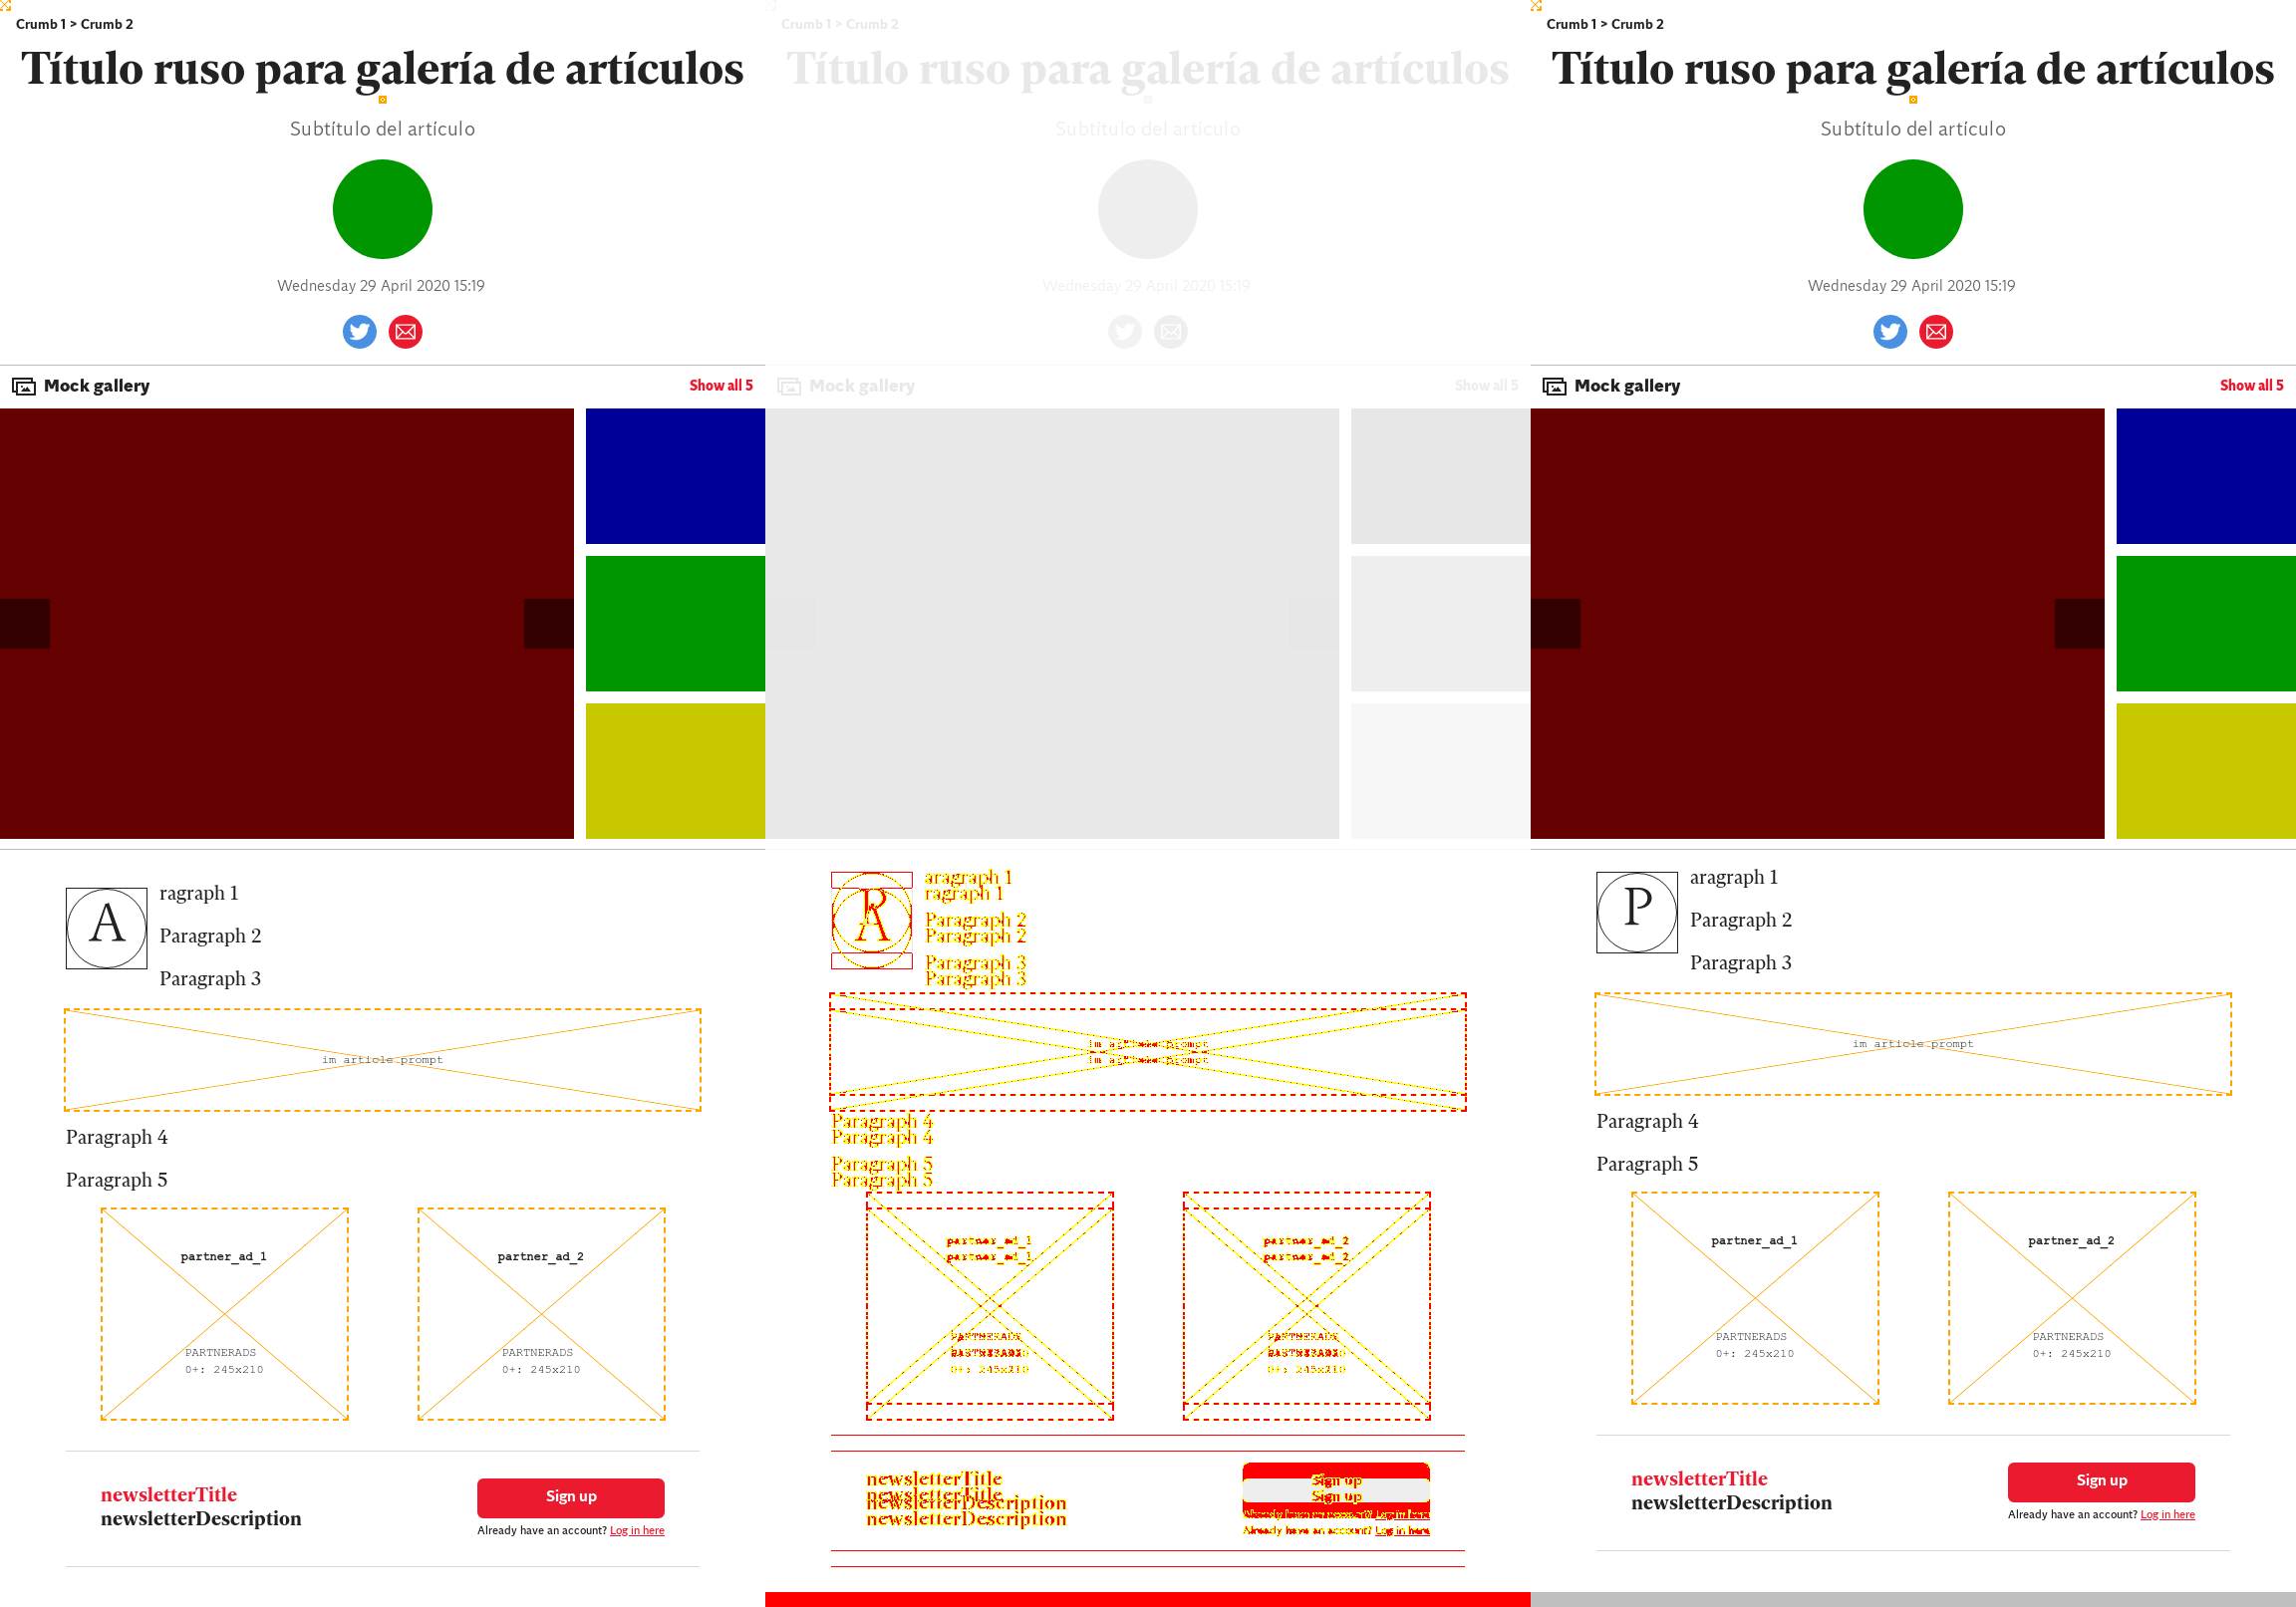 Crumb 1 > Crumb 2
Título ruso para galería de artículos
Subtítulo del artículo
Wednesday 29 April 2020 15:19
Mock gallery
Show all 5
A
ragraph 1
Paragraph 2
Paragraph 3
im article prompt
Paragraph 4
Paragraph 5
partner_ad_1
PARTNERADS
0+: 245x210
partner_ad_2
PARTNERADS
0+: 245x210
newsletterTitle
newsletterDescription
Sign up
Already have an account? Log in here
Crumb 1 > Crumb 2
Título ruso para galería de artículos
Subtítulo del artículo
Wednesday 29 April 2020 15:19
Mock gallery
Show all 5
aragraph 1
ragraph 1
Paragraph 2
Paragraph 2
Paragraph 3
Paragraph 3
im article prompt
im article prompt
Paragraph 4
Paragraph 4
Paragraph 5
Paragraph 5
partner_ad_1
partner_ad_1
PARTNERADS
0+: 245x210
partner_ad_2
partner_ad_2
PARTNERADS
0+: 245x210
newsletterTitle
newsletterTitle
newsletterDescription
newsletterDescription
Sign up
Sign up
Already have an account? Log in here
Already have an account? Log in here
Crumb 1 > Crumb 2
Título ruso para galería de artículos
Subtítulo del artículo
Wednesday 29 April 2020 15:19
Mock gallery
Show all 5
P
aragraph 1
Paragraph 2
Paragraph 3
im article prompt
Paragraph 4
Paragraph 5
partner_ad_1
PARTNERADS
0+: 245x210
partner_ad_2
PARTNERADS
0+: 245x210
newsletterTitle
newsletterDescription
Sign up
Already have an account? Log in here